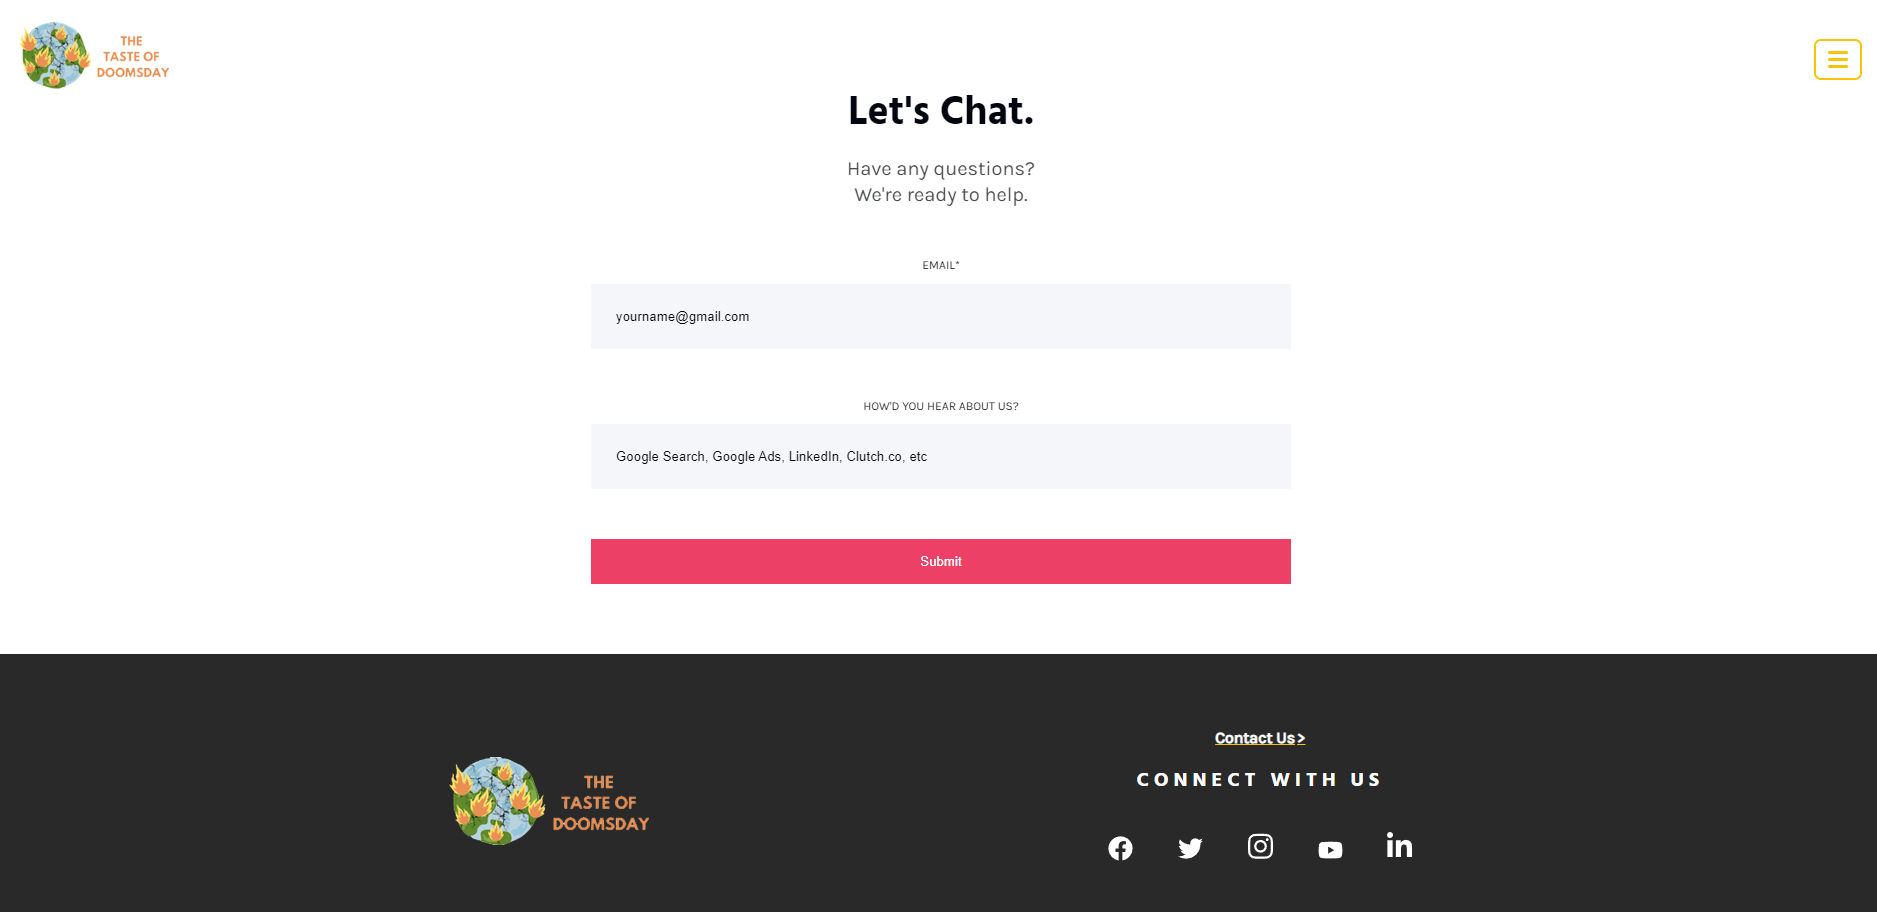 THE
TASTE OF
DOOMSDAY
Let's Chat.
Have any questions?
We're ready to help.
EMAIL*
yourname@gmail.com
HOW'D YOU HEAR ABOUT US?
Google Search, Google Ads, LinkedIn, Clutch.co, etc
Submit
THE
TASTE OF
DOOMSDAY
Contact Us >
CONNECT WITH US